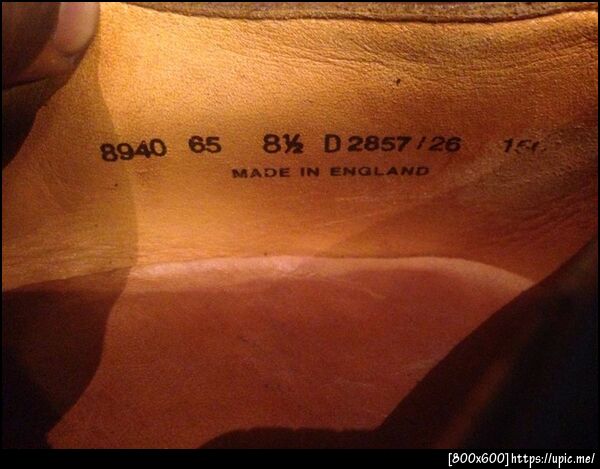 8940 65 8½ D 2857/26
MADE IN ENGLAND
[800x600]https://upic.me/